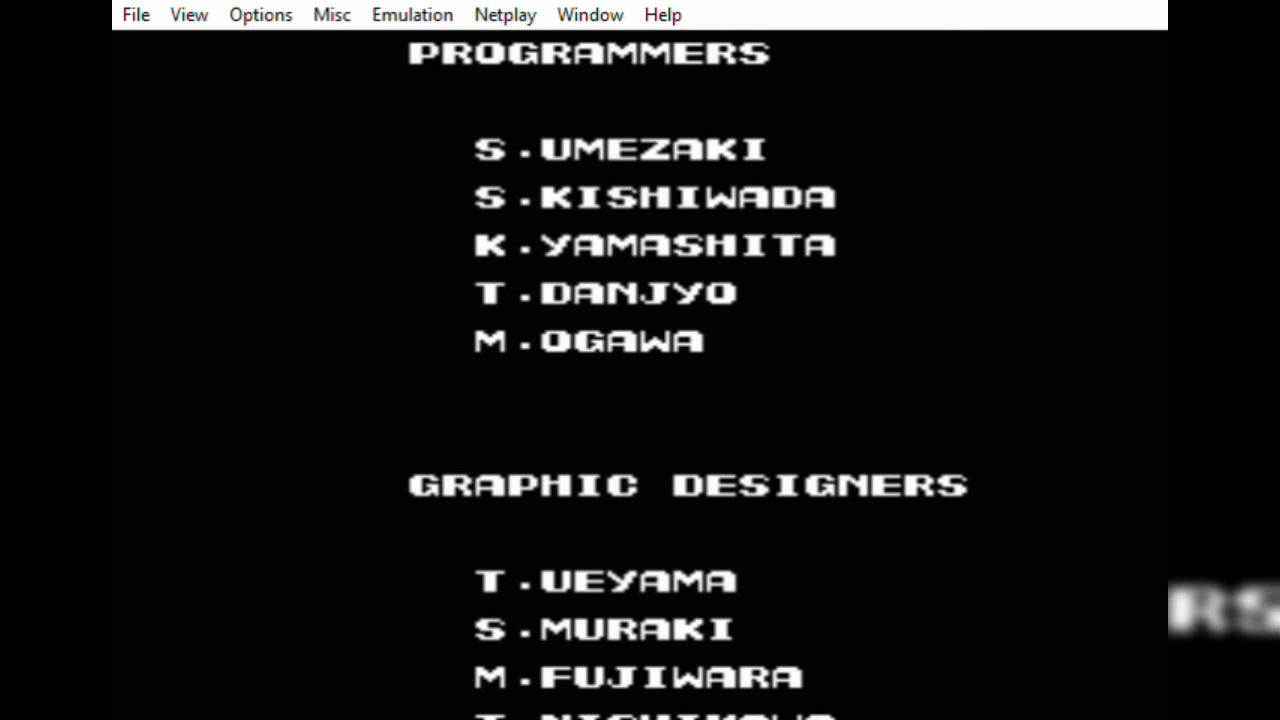 File View Options Misc Emulation Netplay Window Help
PROGRAMMERS
S.UMEZAKI
S.KISHIWADA
K.YAMASHITA
T.DANJYO
M.OGAWA
GRAPHIC DESIGNERS
T.UEYAMA
S.MURAKI
M.FUJIWARA
RS